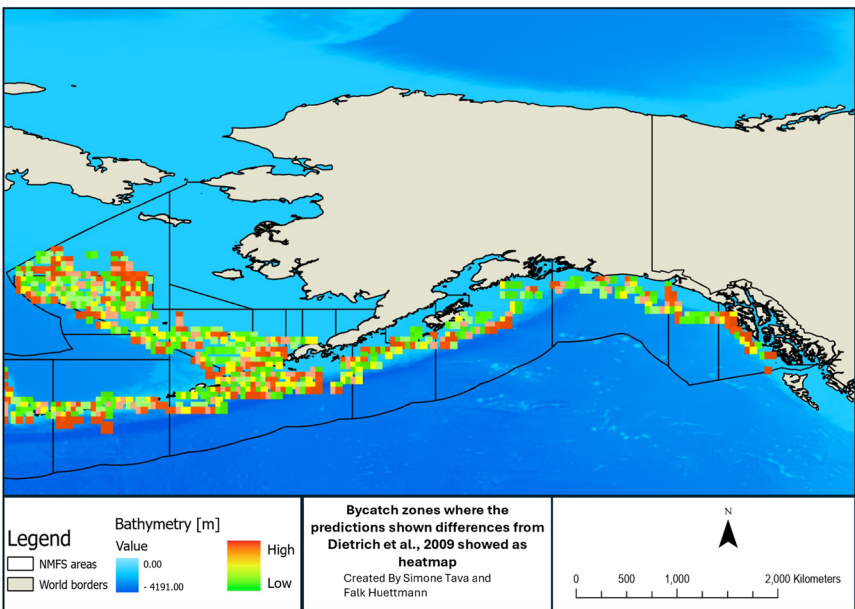 Legend
NMFS areas
World borders
Bathymetry [m]
Value
0.00
- 4191.00
High
Low
Bycatch zones where the
predictions shown differences from
Dietrich et al., 2009 showed as
heatmap
Created By Simone Tava and
Falk Huettmann
N
0 500 1,000 2,000 Kilometers